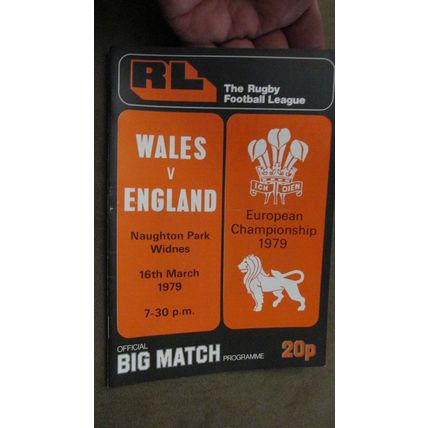 RL
The Rugby
Football League
WALES
V
ENGLAND
Naughton Park
Widnes
16th March
1979
7-30 p.m.
ICH DIEN
European
Championship
1979
OFFICIAL
BIG MATCH
PROGRAMME
20p